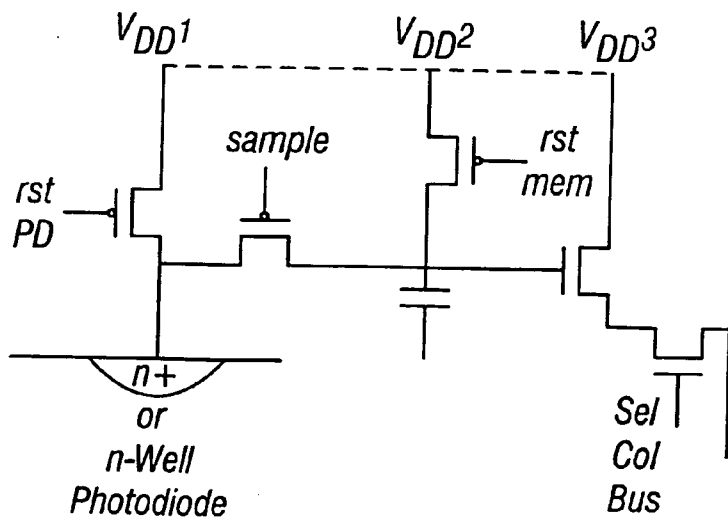 VDD1
VDD2
VDD3
sample
rst
mem
rst
PD
n+
or
n-Well
Photodiode
Sel
Col
Bus